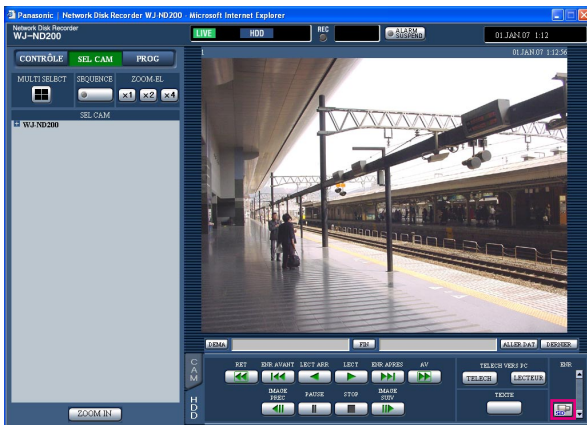 Panasonic | Network Disk Recorder WJ-ND200 - Microsoft Internet Explorer
Network Disk Recorder
WJ-ND200
LIVE HDD REC ALARM SUSPEND 01.JAN.07 1:12
CONTRÔLE SEL CAM PROG
1 01.JAN.07 1:12:56
MULTI SELECT SEQUENCE ZOOM-EL
x1 x2 x4
SEL CAM
WJ-ND200
DEMA FIN ALLER DAT DERNIER
CAM
RET ENR AVANT LECT ARR LECT ENR APRES AV TELECH VERS PC ENR
TELECH LECTEUR
HDD
IMAGE PREC PAUSE STOP IMAGE SUIV TEXTE
SD
ZOOM IN